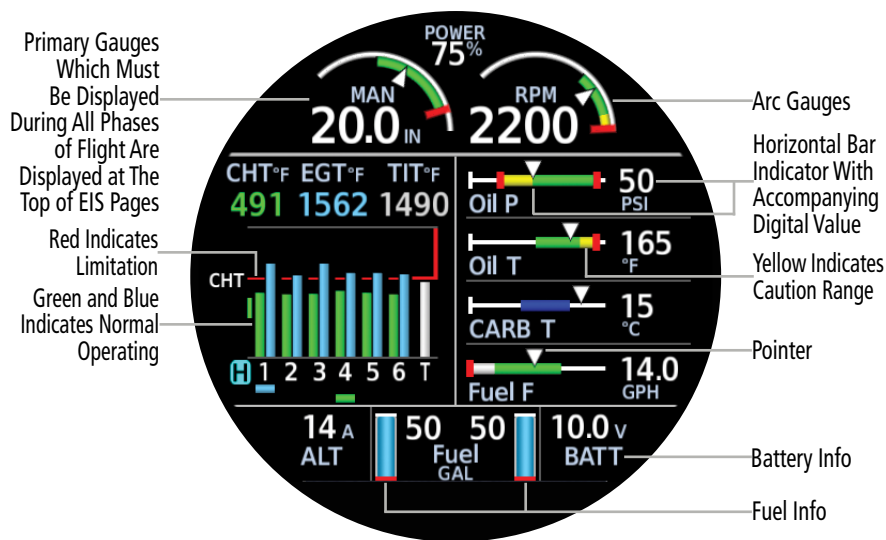 Primary Gauges
Which Must
Be Displayed
During All Phases
of Flight Are
Displayed at The
Top of EIS Pages
Red Indicates
Limitation
Green and Blue
Indicates Normal
Operating
POWER
75%
MAN
20.0 IN
RPM
2200
CHT°F EGT°F TIT°F
491 1562 1490
CHT
H 1 2 3 4 5 6 T
Oil P
50
PSI
Oil T
165
°F
CARB T
15
°C
Fuel F
14.0
GPH
14 A
ALT
50 50
Fuel
GAL
10.0 V
BATT
Arc Gauges
Horizontal Bar
Indicator With
Accompanying
Digital Value
Yellow Indicates
Caution Range
Pointer
Battery Info
Fuel Info